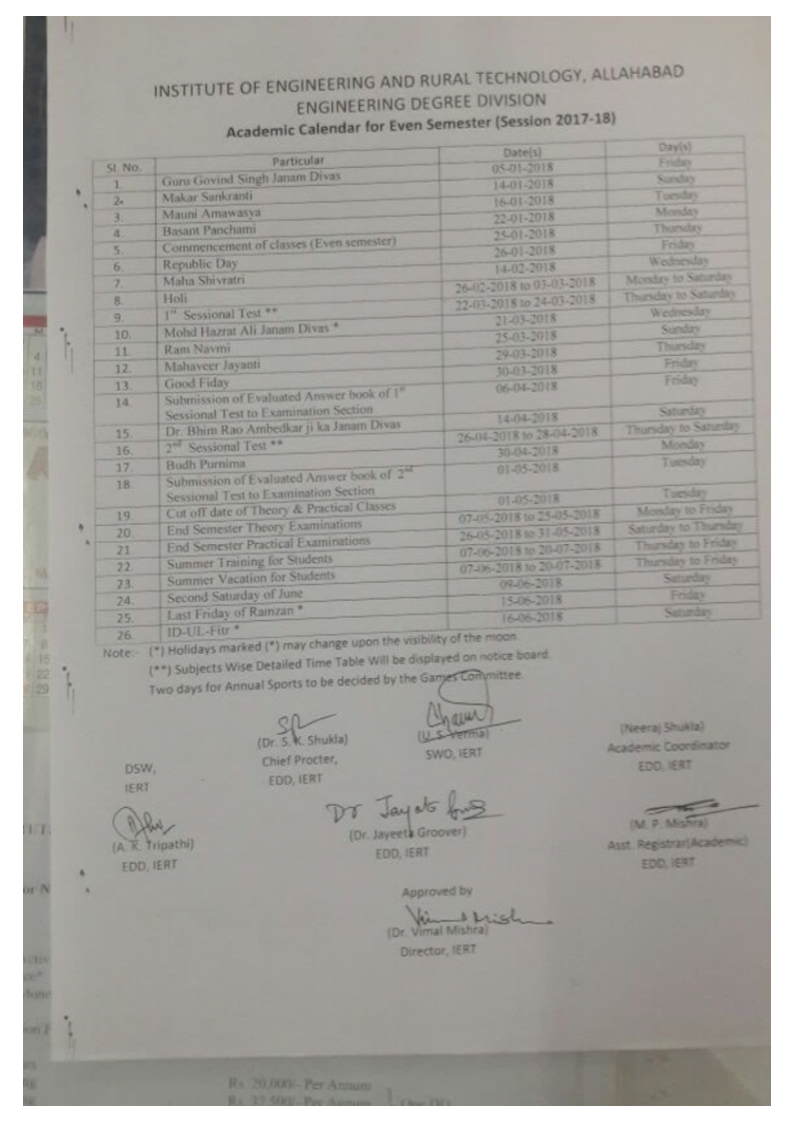 INSTITUTE OF ENGINEERING AND RURAL TECHNOLOGY, ALLAHABAD
ENGINEERING DEGREE DIVISION
Academic Calendar for Even Semester (Session 2017-18)
Sl. No. Particular Date(s) Day(s)
1. Guru Govind Singh Janam Divas 05-01-2018 Friday
2. Makar Sankranti 14-01-2018 Sunday
3. Mauni Amawasya 16-01-2018 Tuesday
4. Basant Panchami 22-01-2018 Monday
5. Commencement of classes (Even semester) 25-01-2018 Thursday
6. Republic Day 26-01-2018 Friday
7. Maha Shivratri 14-02-2018 Wednesday
8. Holi 26-02-2018 to 03-03-2018 Monday to Saturday
9. 1st Sessional Test ** 22-03-2018 to 24-03-2018 Thursday to Saturday
10. Mohd Hazrat Ali Janam Divas * 21-03-2018 Wednesday
11. Ram Navmi 25-03-2018 Sunday
12. Mahaveer Jayanti 29-03-2018 Thursday
13. Good Fiday 30-03-2018 Friday
14. Submission of Evaluated Answer book of 1st 06-04-2018 Friday
Sessional Test to Examination Section
15. Dr. Bhim Rao Ambedkar ji ka Janam Divas 14-04-2018 Saturday
16. 2nd Sessional Test ** 26-04-2018 to 28-04-2018 Thursday to Saturday
17. Budh Purnima 30-04-2018 Monday
18. Submission of Evaluated Answer book of 2nd 01-05-2018 Tuesday
Sessional Test to Examination Section
19. Cut off date of Theory & Practical Classes 01-05-2018 Tuesday
20. End Semester Theory Examinations 07-05-2018 to 25-05-2018 Monday to Friday
21. End Semester Practical Examinations 26-05-2018 to 31-05-2018 Saturday to Thursday
22. Summer Training for Students 07-06-2018 to 20-07-2018 Thursday to Friday
23. Summer Vacation for Students 07-06-2018 to 20-07-2018 Thursday to Friday
24. Second Saturday of June 09-06-2018 Saturday
25. Last Friday of Ramzan * 15-06-2018 Friday
26. ID-UL-Fitr * 16-06-2018 Saturday
Note:- (*) Holidays marked (*) may change upon the visibility of the moon.
(**) Subjects Wise Detailed Time Table Will be displayed on notice board.
Two days for Annual Sports to be decided by the Games Committee.
(Dr. S. K. Shukla) (U.S. Verma) (Neeraj Shukla)
DSW, Chief Procter, SWO, IERT Academic Coordinator
IERT EDD, IERT EDD, IERT
Dr Jayeeta
(A. K. Tripathi) (Dr. Jayeeta Groover) (M. P. Mishra)
EDD, IERT EDD, IERT Asst. Registrar(Academic)
EDD, IERT
Approved by
Vimal Mishra
(Dr. Vimal Mishra)
Director, IERT
Rs. 20,000/- Per Annum